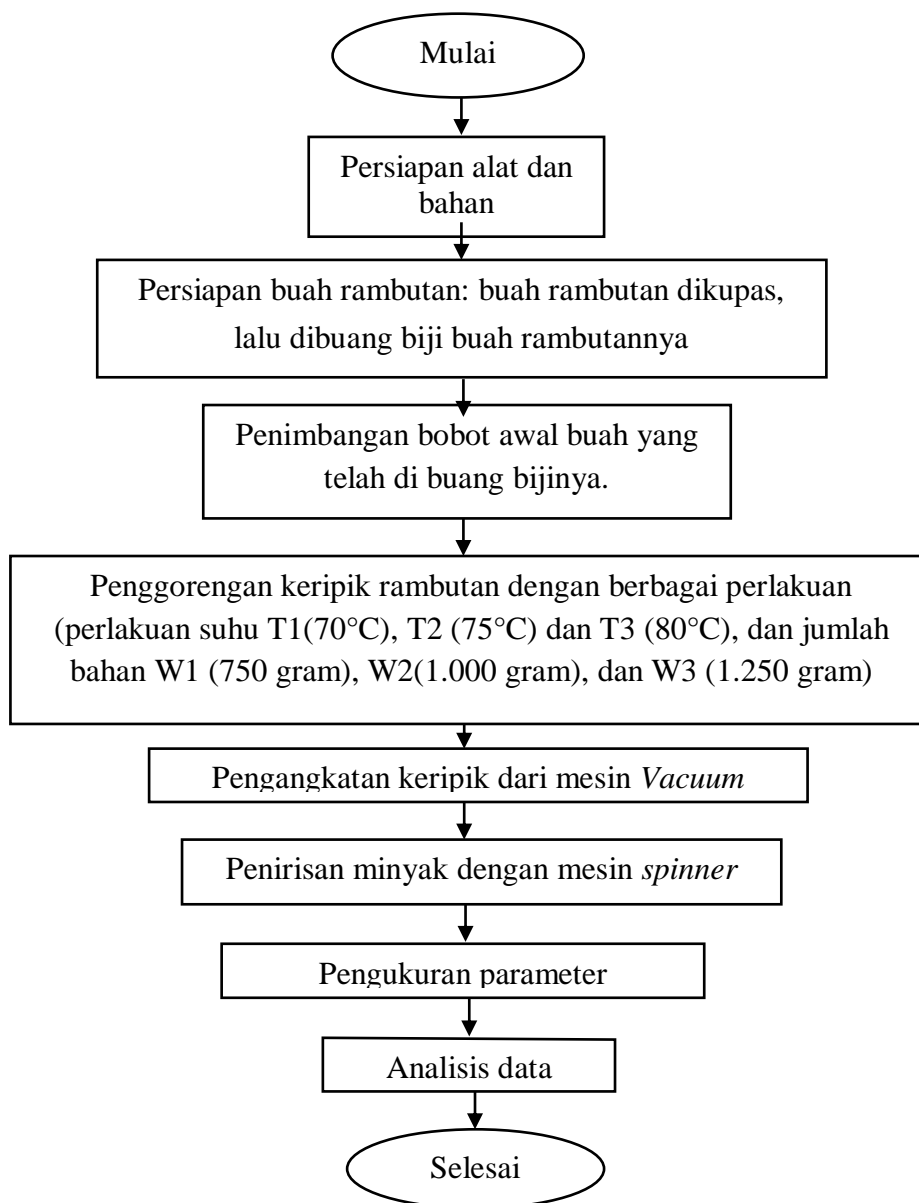 Mulai
Persiapan alat dan
bahan
Persiapan buah rambutan: buah rambutan dikupas,
lalu dibuang biji buah rambutannya
Penimbangan bobot awal buah yang
telah di buang bijinya.
Penggorengan keripik rambutan dengan berbagai perlakuan
(perlakuan suhu T1(70°C), T2 (75°C) dan T3 (80°C), dan jumlah
bahan W1 (750 gram), W2(1.000 gram), dan W3 (1.250 gram)
Pengangkatan keripik dari mesin Vacuum
Penirisan minyak dengan mesin spinner
Pengukuran parameter
Analisis data
Selesai